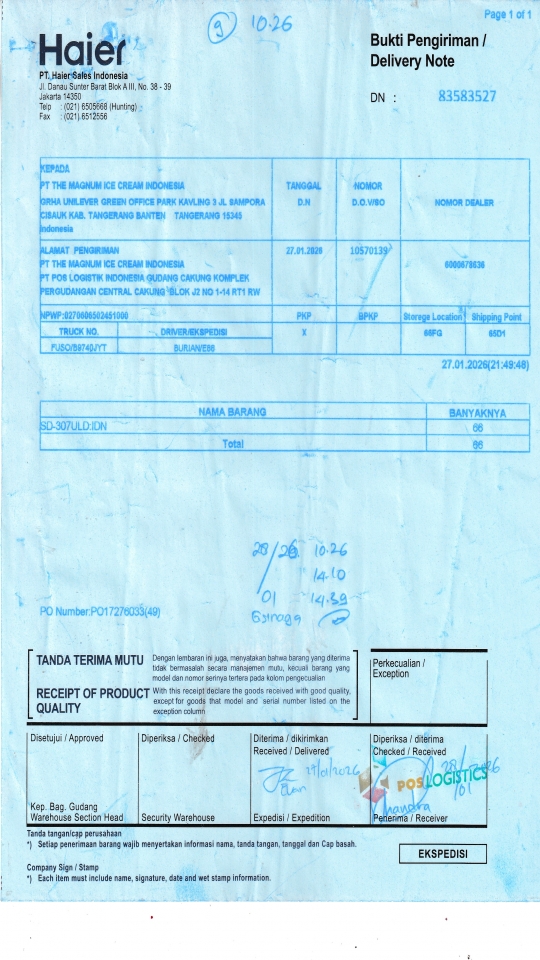 9 10.26
Page 1 of 1
Haier
Bukti Pengiriman /
Delivery Note
PT. Haier Sales Indonesia
Jl. Danau Sunter Barat Blok A III, No. 38 - 39
Jakarta 14350
Telp : (021) 6505668 (Hunting)
Fax : (021) 6512556
DN : 83583527
KEPADA
PT THE MAGNUM ICE CREAM INDONESIA
GRHA UNILEVER GREEN OFFICE PARK KAVLING 3 JL SAMPORA
CISAUK KAB. TANGERANG BANTEN TANGERANG 15345
Indonesia
TANGGAL D.N
NOMOR D.O.V/SO
NOMOR DEALER
ALAMAT PENGIRIMAN
PT THE MAGNUM ICE CREAM INDONESIA
PT POS LOGISTIK INDONESIA GUDANG CAKUNG KOMPLEK
PERGUDANGAN CENTRAL CAKUNG BLOK J2 NO 1-14 RT1 RW
27.01.2026
10570139
6000678636
NPWP:0270606502451000 PKP BPKP Storage Location Shipping Point
TRUCK NO. DRIVER/EKSPEDISI X 66FG 65D1
FUSO/B9740JYT BURIAN/E66
27.01.2026(21:49:48)
NAMA BARANG BANYAKNYA
SD-307ULD:IDN 66
Total 66
28/26 10.26
14.10
01 14.39
PO Number:PO17276033(49)
TANDA TERIMA MUTU
Dengan lembaran ini juga, menyatakan bahwa barang yang diterima
tidak bermasalah secara manajemen mutu, kecuali barang yang
model dan nomor serinya tertera pada kolom pengecualian
RECEIPT OF PRODUCT
QUALITY
With this receipt declare the goods received with good quality,
except for goods that model and serial number listed on the
exception column
Perkecualian /
Exception
Disetujui / Approved
Diperiksa / Checked
Diterima / dikirimkan
Received / Delivered
Diperiksa / diterima
Checked / Received
POS LOGISTICS
Kep. Bag. Gudang
Warehouse Section Head
Security Warehouse
Expedisi / Expedition
Penerima / Receiver
Tanda tangan/cap perusahaan
*) Setiap penerimaan barang wajib menyertakan informasi nama, tanda tangan, tanggal dan Cap basah.
EKSPEDISI
Company Sign / Stamp
*) Each item must include name, signature, date and wet stamp information.